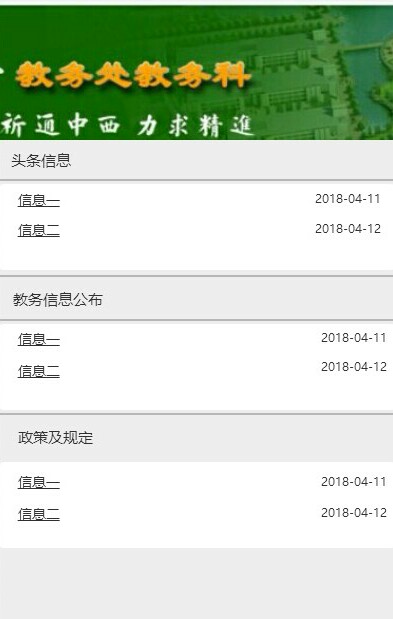 教务处教务科
祈通中西 力求精進
头条信息
信息一 2018-04-11
信息二 2018-04-12
教务信息公布
信息一 2018-04-11
信息二 2018-04-12
政策及规定
信息一 2018-04-11
信息二 2018-04-12